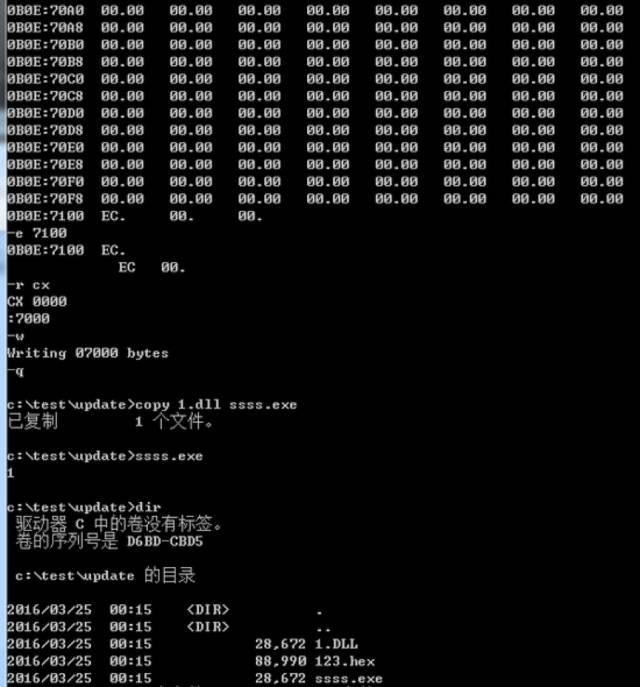 0B0E:70A0  00.00   00.00   00.00   00.00   00.00   00.00   00.00   00.00
0B0E:70A8  00.00   00.00   00.00   00.00   00.00   00.00   00.00   00.00
0B0E:70B0  00.00   00.00   00.00   00.00   00.00   00.00   00.00   00.00
0B0E:70B8  00.00   00.00   00.00   00.00   00.00   00.00   00.00   00.00
0B0E:70C0  00.00   00.00   00.00   00.00   00.00   00.00   00.00   00.00
0B0E:70C8  00.00   00.00   00.00   00.00   00.00   00.00   00.00   00.00
0B0E:70D0  00.00   00.00   00.00   00.00   00.00   00.00   00.00   00.00
0B0E:70D8  00.00   00.00   00.00   00.00   00.00   00.00   00.00   00.00
0B0E:70E0  00.00   00.00   00.00   00.00   00.00   00.00   00.00   00.00
0B0E:70E8  00.00   00.00   00.00   00.00   00.00   00.00   00.00   00.00
0B0E:70F0  00.00   00.00   00.00   00.00   00.00   00.00   00.00   00.00
0B0E:70F8  00.00   00.00   00.00   00.00   00.00   00.00   00.00   00.00
0B0E:7100  EC.     00.     00.
-e 7100
0B0E:7100  EC.
EC   00.
-r cx
CX 0000
:7000
-w
Writing 07000 bytes
-q
c:\test\update>copy 1.dll ssss.exe
已复制         1 个文件。
c:\test\update>ssss.exe
1
c:\test\update>dir
驱动器 C 中的卷没有标签。
卷的序列号是 D6BD-CBD5
c:\test\update 的目录
2016/03/25  00:15    <DIR>          .
2016/03/25  00:15    <DIR>          ..
2016/03/25  00:15            28,672 1.DLL
2016/03/25  00:15            88,990 123.hex
2016/03/25  00:15            28,672 ssss.exe